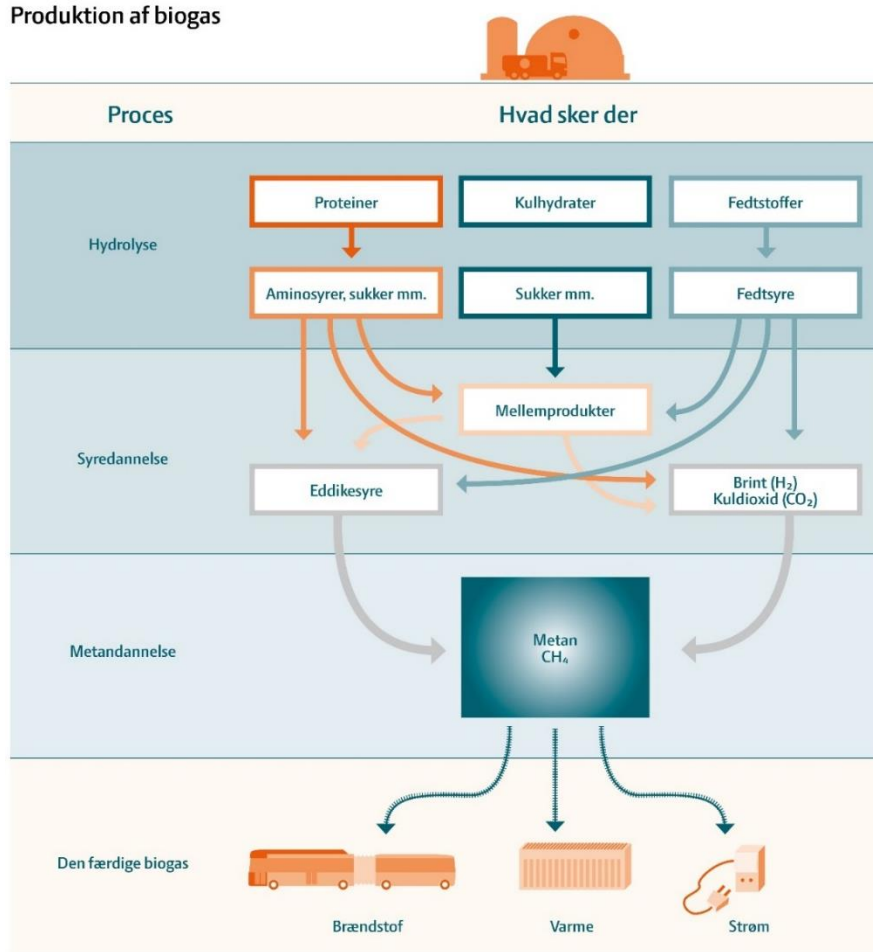 Produktion af biogas
Proces
Hvad sker der
Hydrolyse
Proteiner
Kulhydrater
Fedtstoffer
Aminosyrer, sukker mm.
Sukker mm.
Fedtsyre
Syredannelse
Mellemprodukter
Eddikesyre
Brint (H₂)
Kuldioxid (CO₂)
Metandannelse
Metan
CH₄
Den færdige biogas
Brændstof
Varme
Strøm